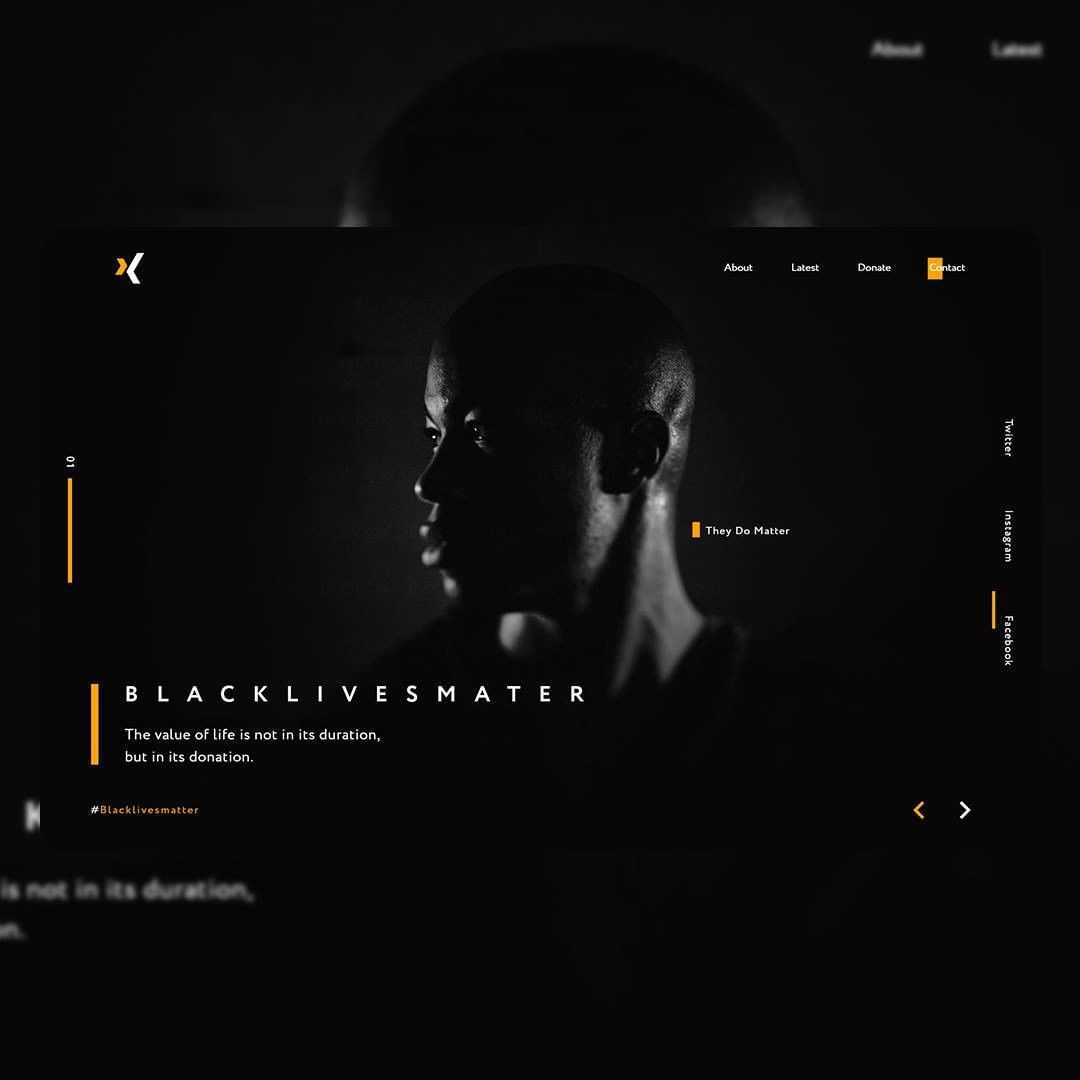 About Latest
About Latest Donate Contact
Twitter
01
Instagram
They Do Matter
Facebook
BLACKLIVESMATER
The value of life is not in its duration,
but in its donation.
#Blacklivesmatter
K
is not in its duration,
on.